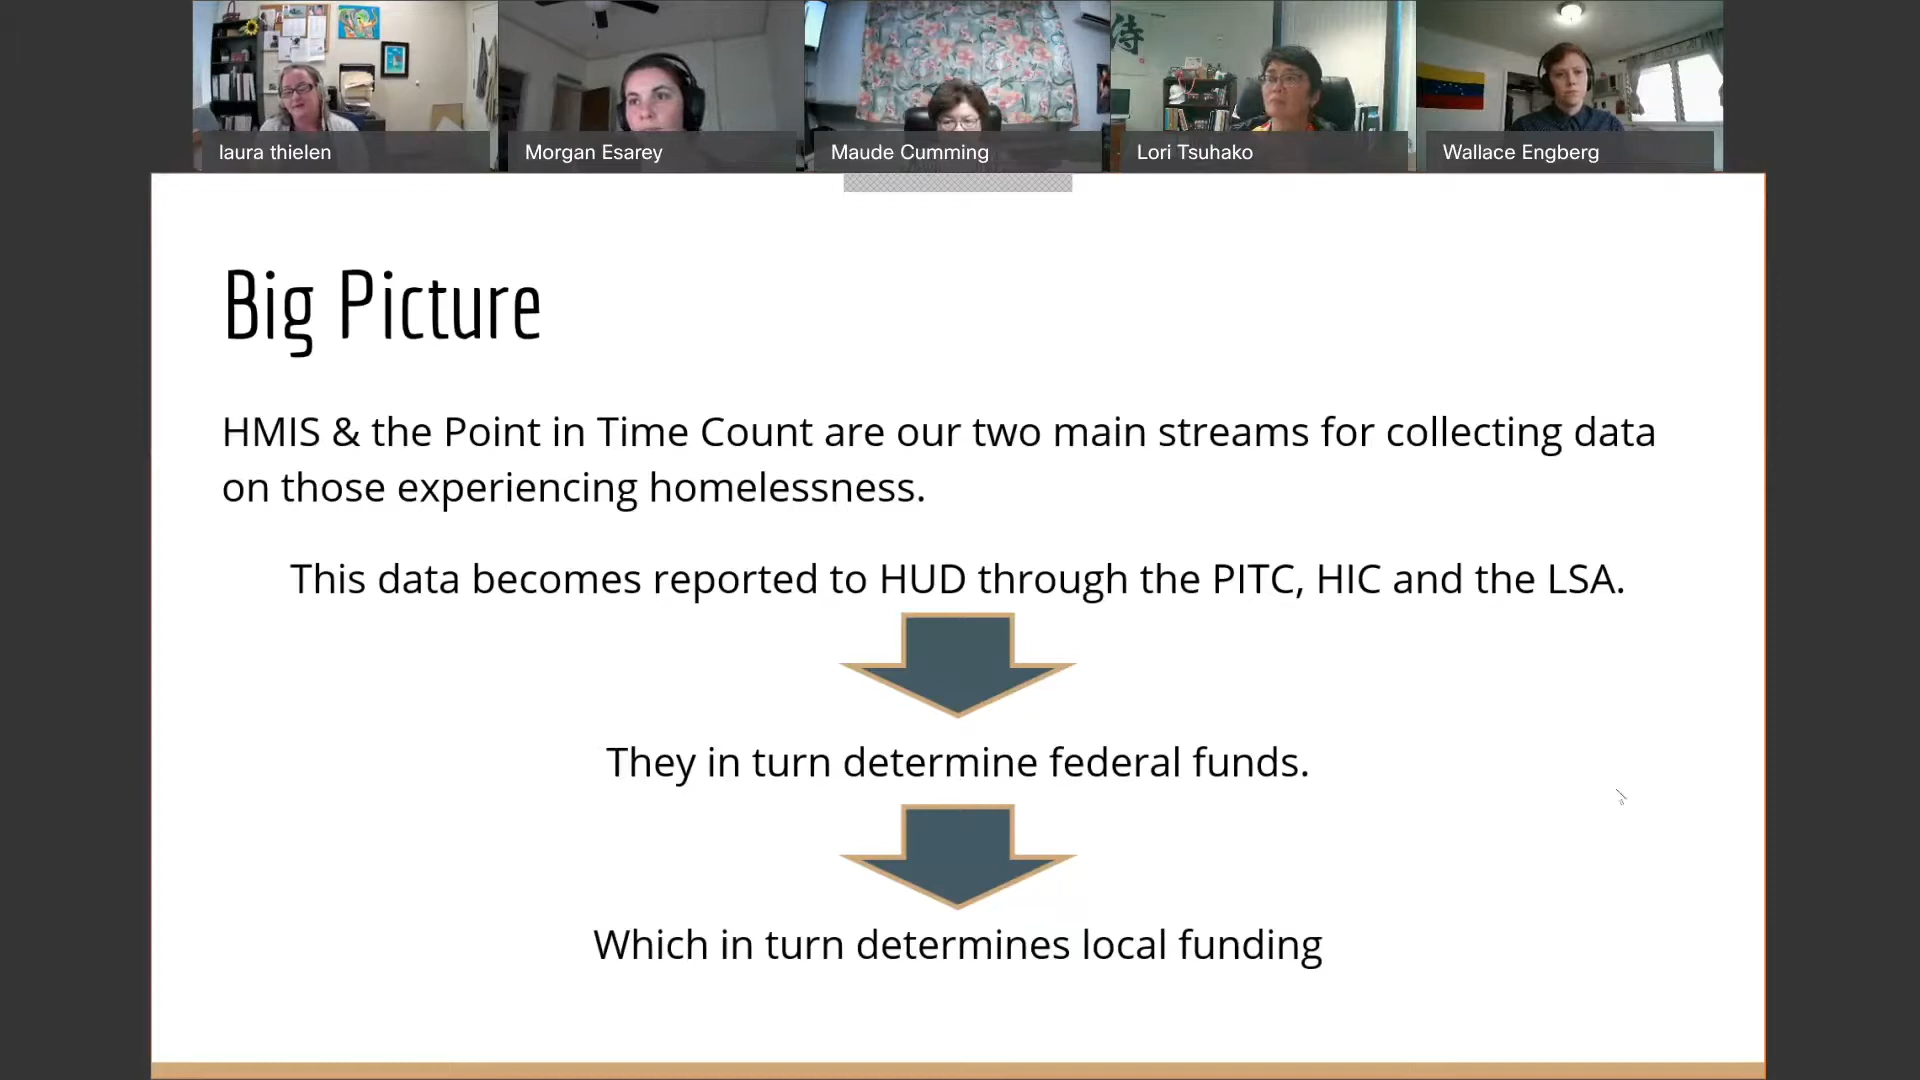 laura thielen
Morgan Esarey
Maude Cumming
Lori Tsuhako
Wallace Engberg
侍
Big Picture
HMIS & the Point in Time Count are our two main streams for collecting data
on those experiencing homelessness.
This data becomes reported to HUD through the PITC, HIC and the LSA.
They in turn determine federal funds.
Which in turn determines local funding